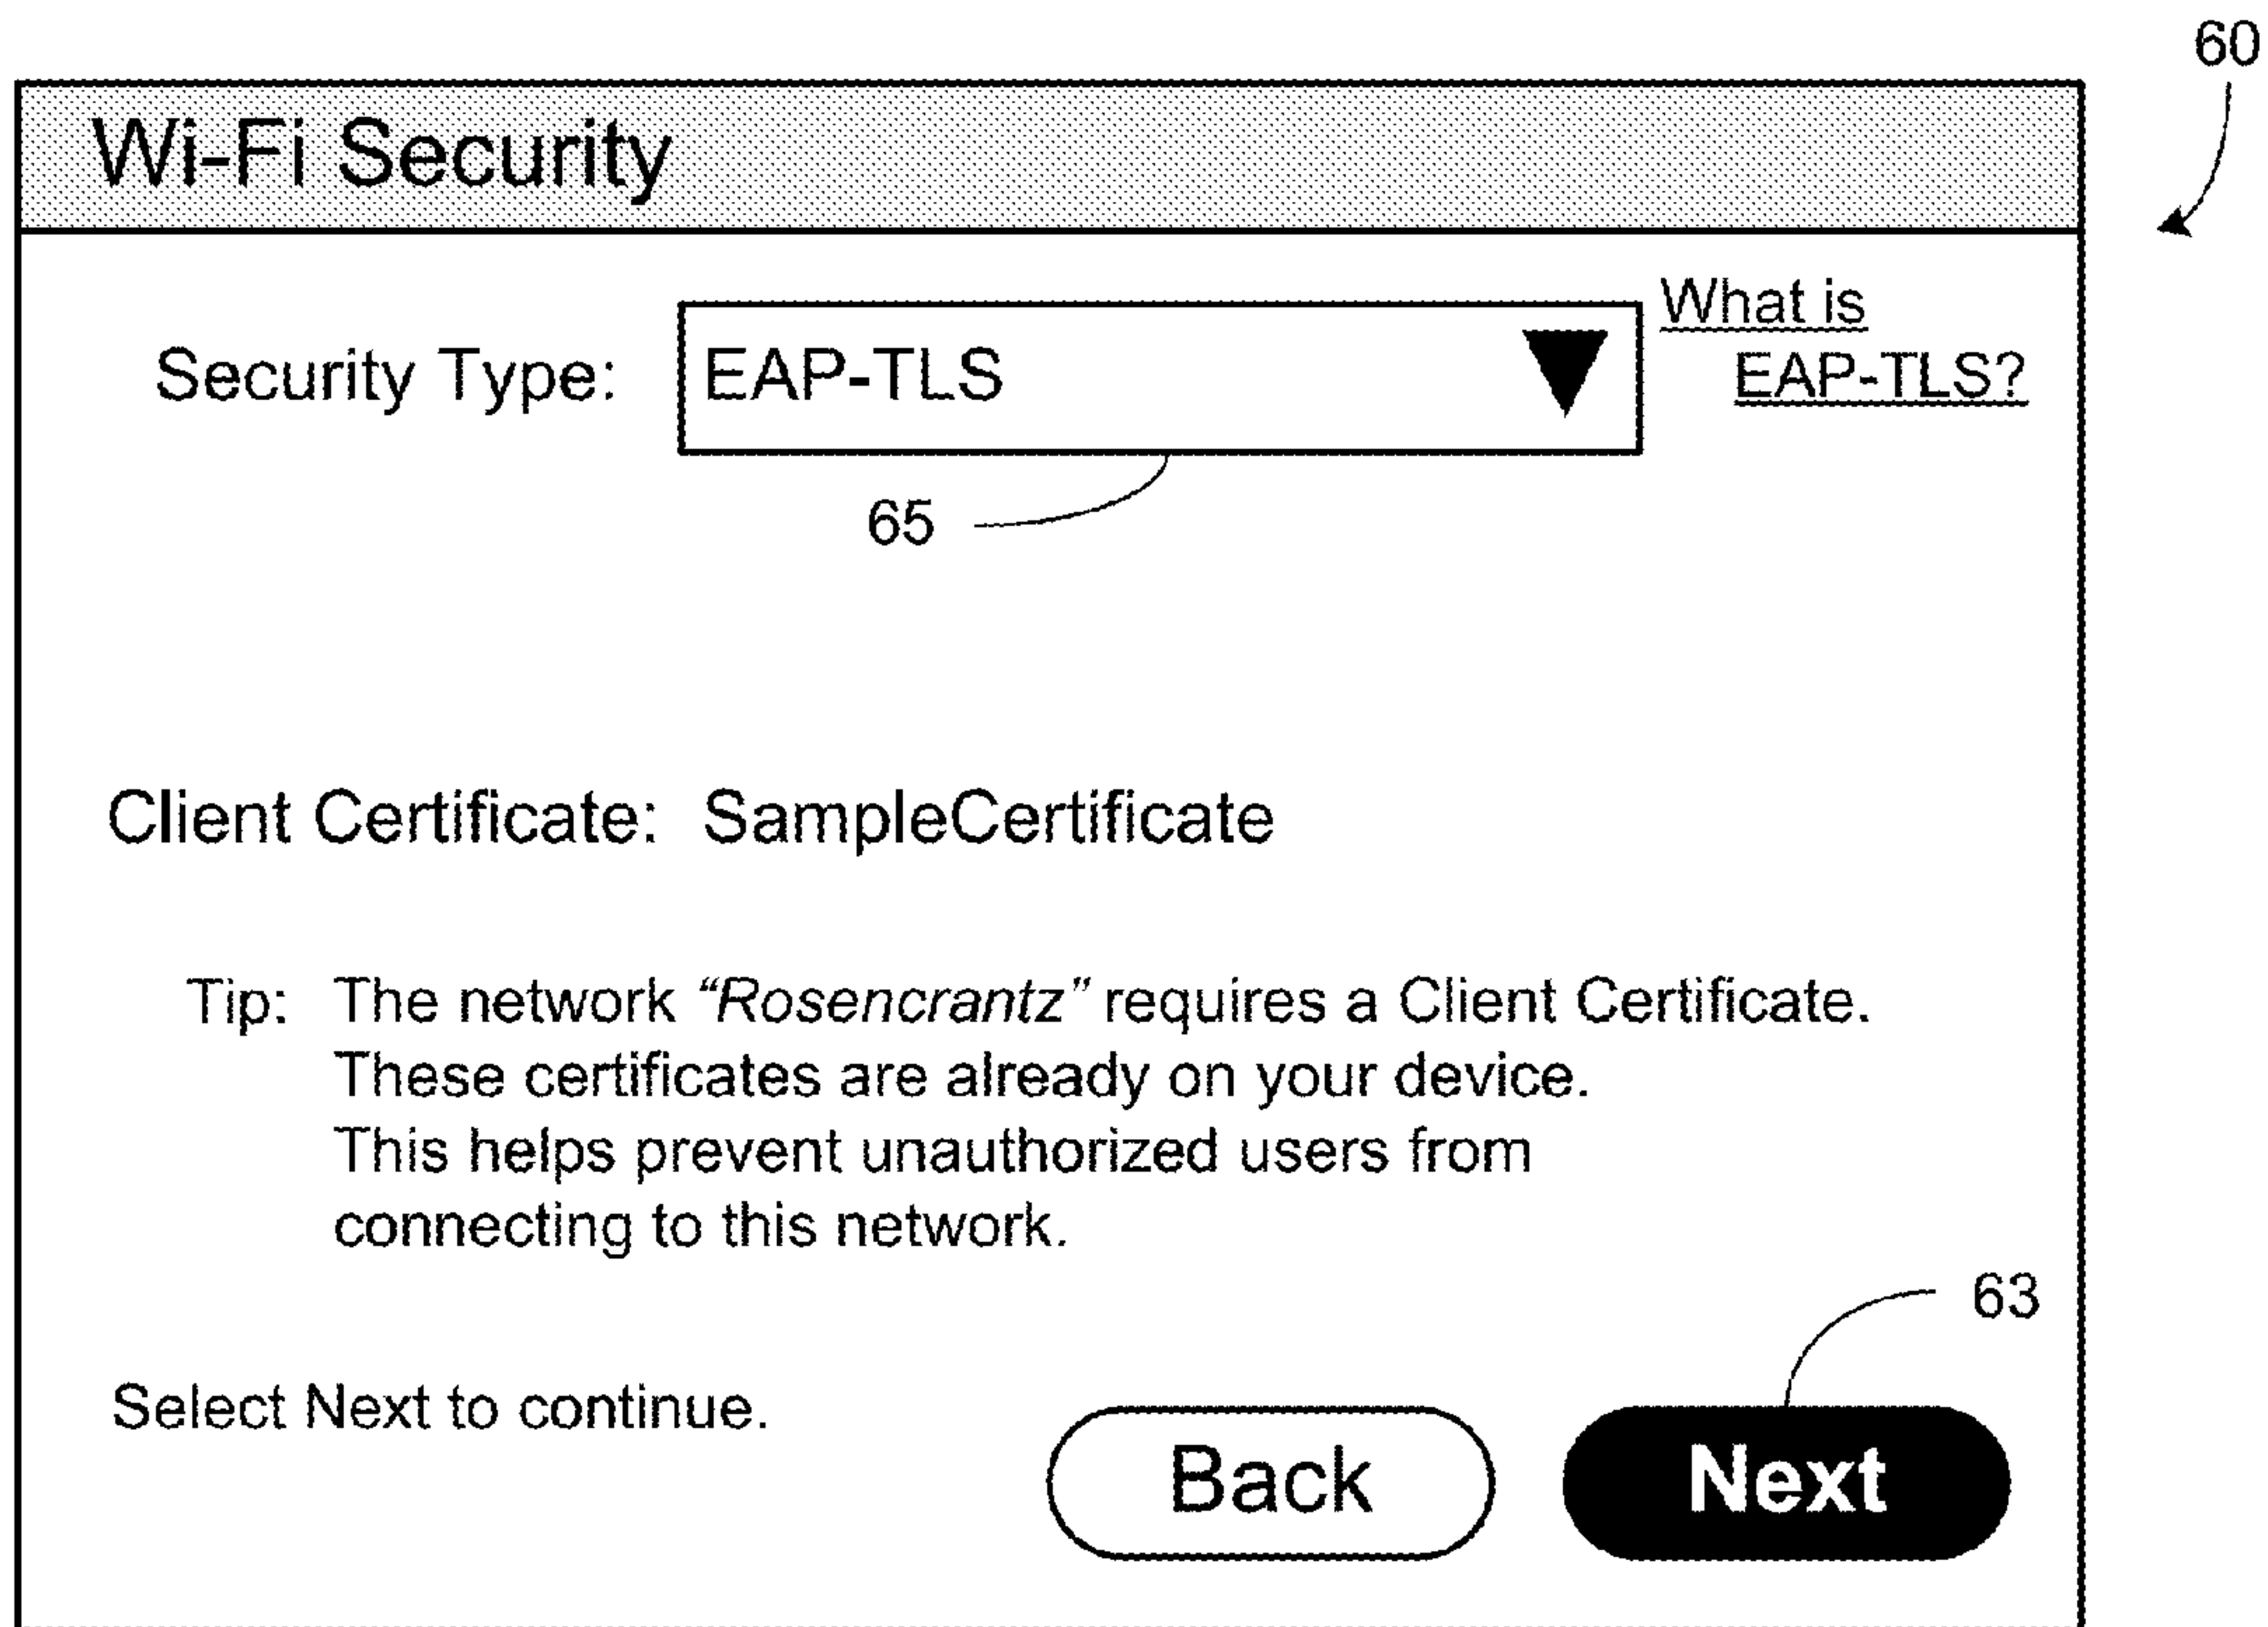 60
Wi-Fi Security
What is
Security Type: EAP-TLS EAP-TLS?
65
Client Certificate: SampleCertificate
Tip: The network “Rosencrantz” requires a Client Certificate.
These certificates are already on your device.
This helps prevent unauthorized users from
connecting to this network.
63
Select Next to continue.
Back Next